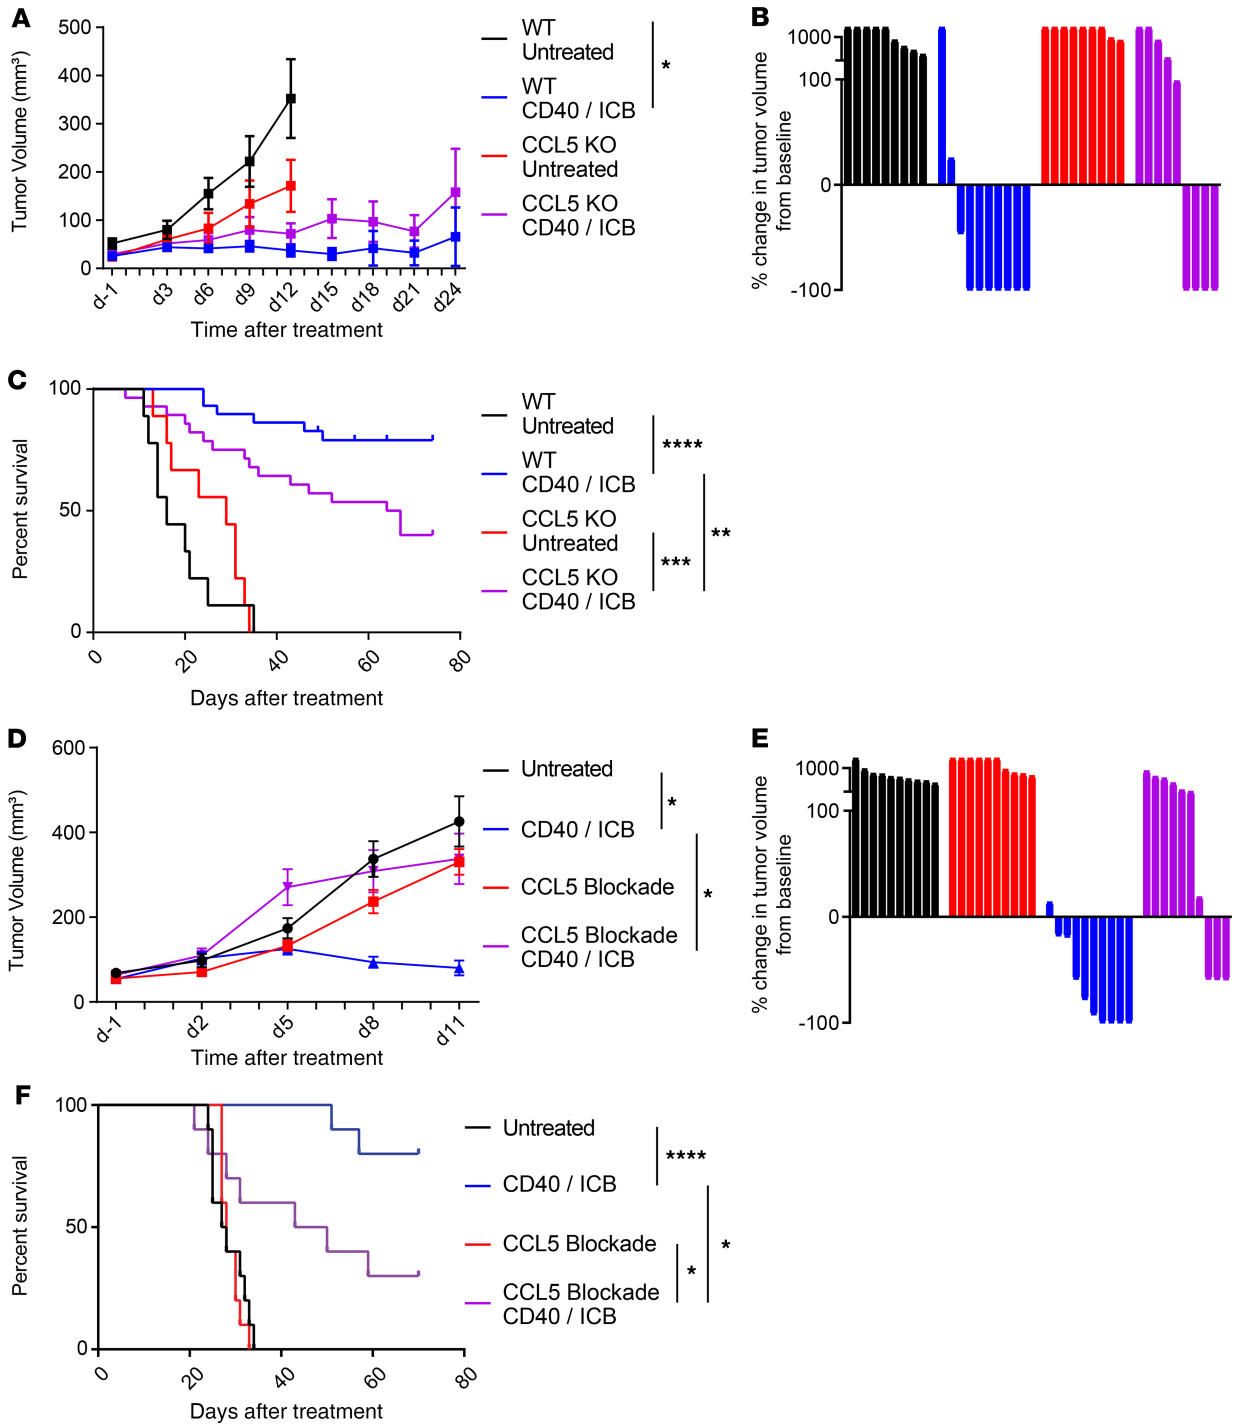 A
Tumor Volume (mm³)
500
400
300
200
100
0
d-1
d3
d6
d9
d12
d15
d18
d21
d24
Time after treatment
WT
Untreated
WT
CD40 / ICB
CCL5 KO
Untreated
CCL5 KO
CD40 / ICB
*
B
% change in tumor volume
from baseline
1000
100
0
-100
C
Percent survival
100
50
0
0
20
40
60
80
Days after treatment
WT
Untreated
WT
CD40 / ICB
CCL5 KO
Untreated
CCL5 KO
CD40 / ICB
****
***
**
D
Tumor Volume (mm³)
600
400
200
0
d-1
d2
d5
d8
d11
Time after treatment
Untreated
CD40 / ICB
CCL5 Blockade
CCL5 Blockade
CD40 / ICB
*
*
E
% change in tumor volume
from baseline
1000
100
0
-100
F
Percent survival
100
50
0
0
20
40
60
80
Days after treatment
Untreated
CD40 / ICB
CCL5 Blockade
CCL5 Blockade
CD40 / ICB
****
*
*